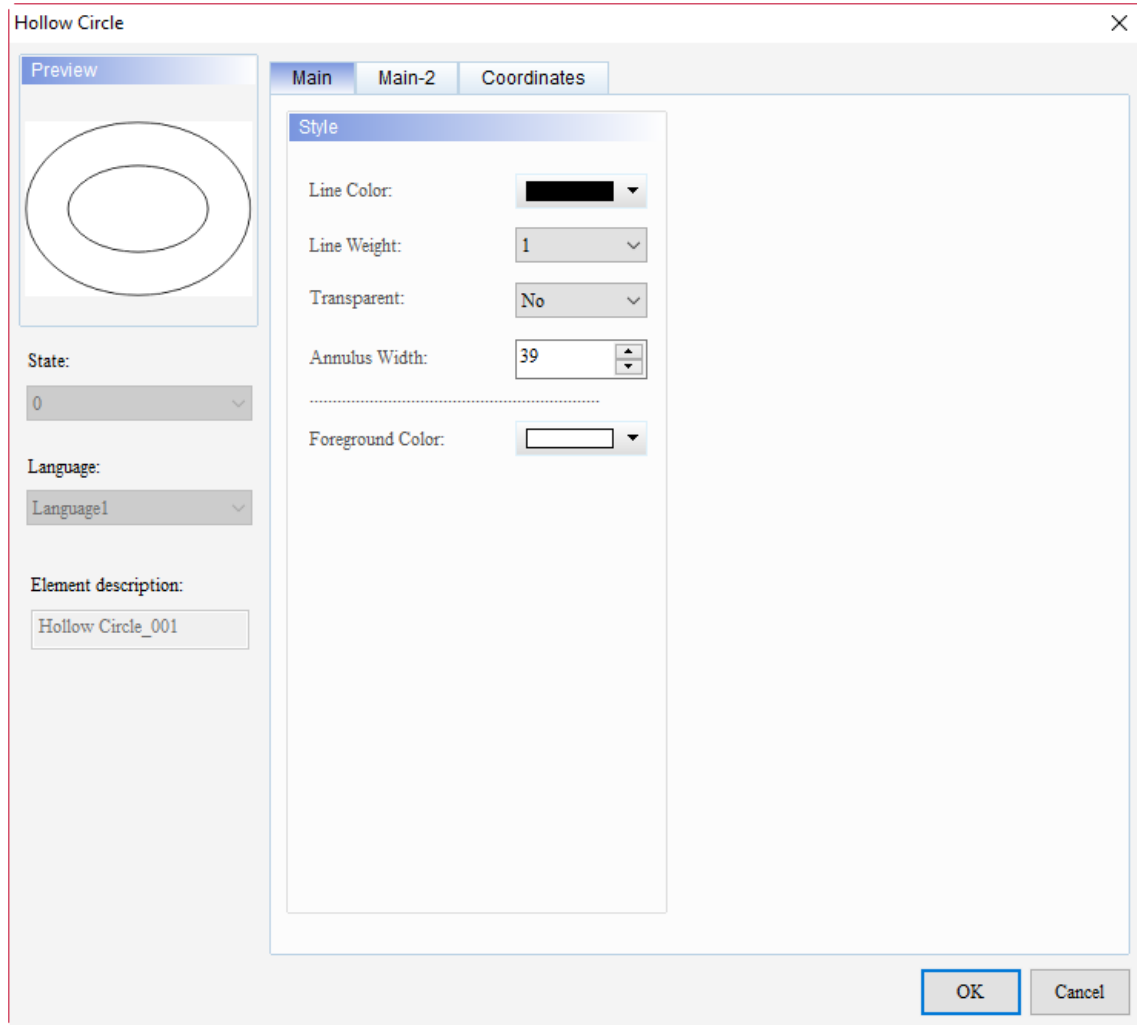 Hollow Circle
Preview
Main Main-2 Coordinates
Style
Line Color:
Line Weight: 1
Transparent: No
Annulus Width: 39
Foreground Color:
State:
0
Language:
Language1
Element description:
Hollow Circle_001
OK Cancel